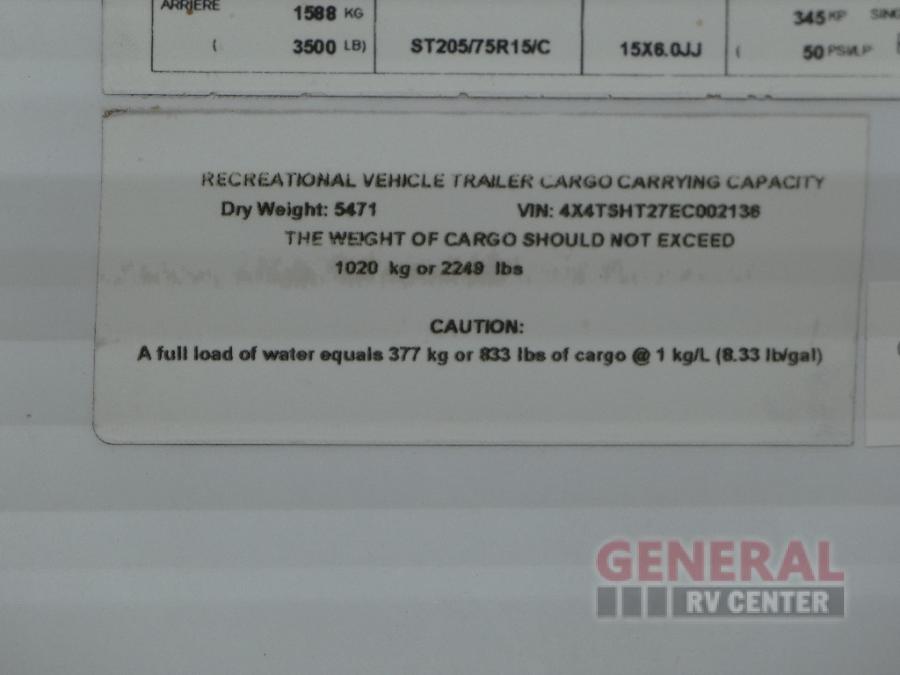 ARRIERE 1588 KG 345 KP SING
( 3500 LB) ST205/75R15/C 15X6.0JJ ( 50 PSI/LP
RECREATIONAL VEHICLE TRAILER CARGO CARRYING CAPACITY
Dry Weight: 5471 VIN: 4X4TSHT27EC002136
THE WEIGHT OF CARGO SHOULD NOT EXCEED
1020 kg or 2249 lbs
CAUTION:
A full load of water equals 377 kg or 833 lbs of cargo @ 1 kg/L (8.33 lb/gal)
GENERAL
RV CENTER